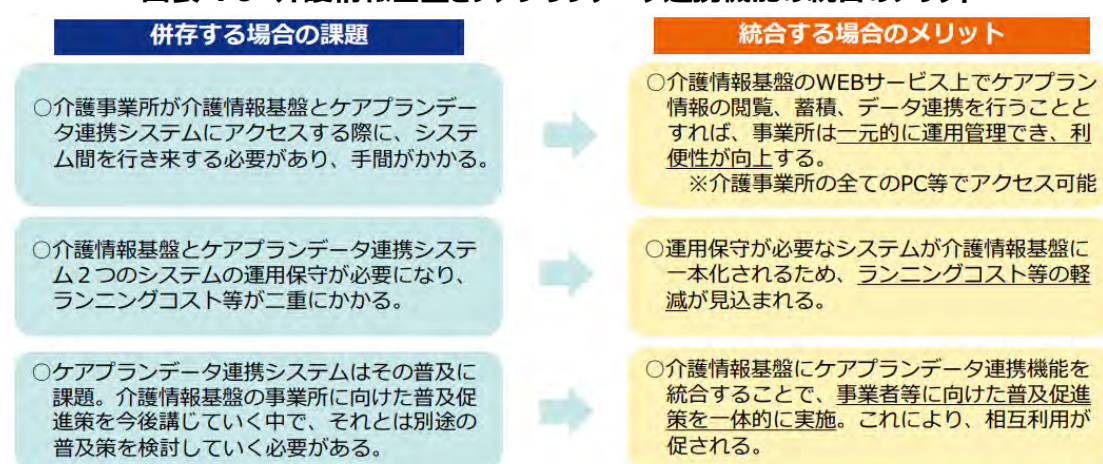 併存する場合の課題
○介護事業所が介護情報基盤とケアプランデー
タ連携システムにアクセスする際に、システ
ム間を行き来する必要があり、手間がかかる。
○介護情報基盤とケアプランデータ連携システ
ム２つのシステムの運用保守が必要になり、
ランニングコスト等が二重にかかる。
○ケアプランデータ連携システムはその普及に
課題。介護情報基盤の事業所に向けた普及促
進策を今後講じていく中で、それとは別途の
普及策を検討していく必要がある。
統合する場合のメリット
○介護情報基盤のWEBサービス上でケアプラン
情報の閲覧、蓄積、データ連携を行うことと
すれば、事業所は一元的に運用管理でき、利
便性が向上する。
※介護事業所の全てのPC等でアクセス可能
○運用保守が必要なシステムが介護情報基盤に
一本化されるため、ランニングコスト等の軽
減が見込まれる。
○介護情報基盤にケアプランデータ連携機能を
統合することで、事業者等に向けた普及促進
策を一体的に実施。これにより、相互利用が
促される。